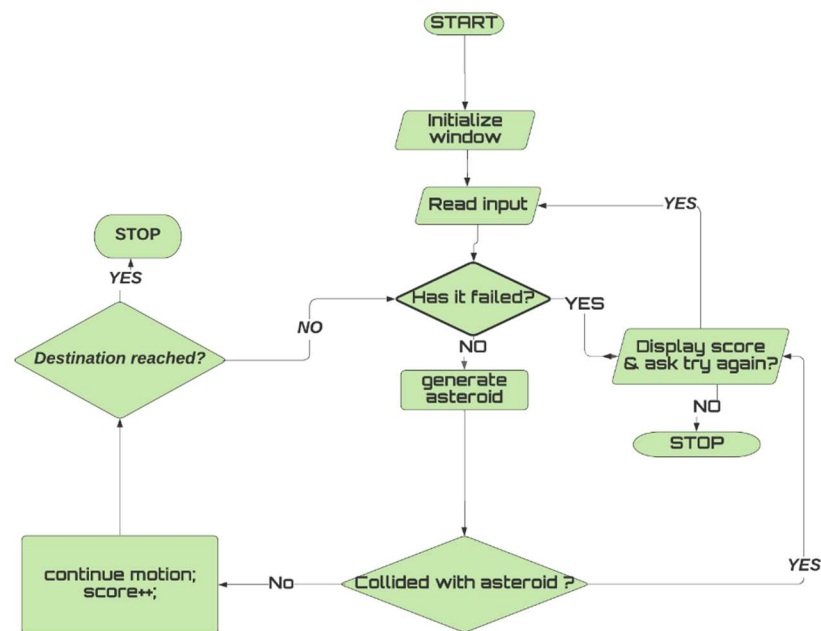 START
Initialize
window
Read input
YES
STOP
YES
Has it failed?
YES
NO
Destination reached?
NO
Display score
& ask try again?
generate
asteroid
NO
STOP
continue motion;
score++;
No
Collided with asteroid ?
YES